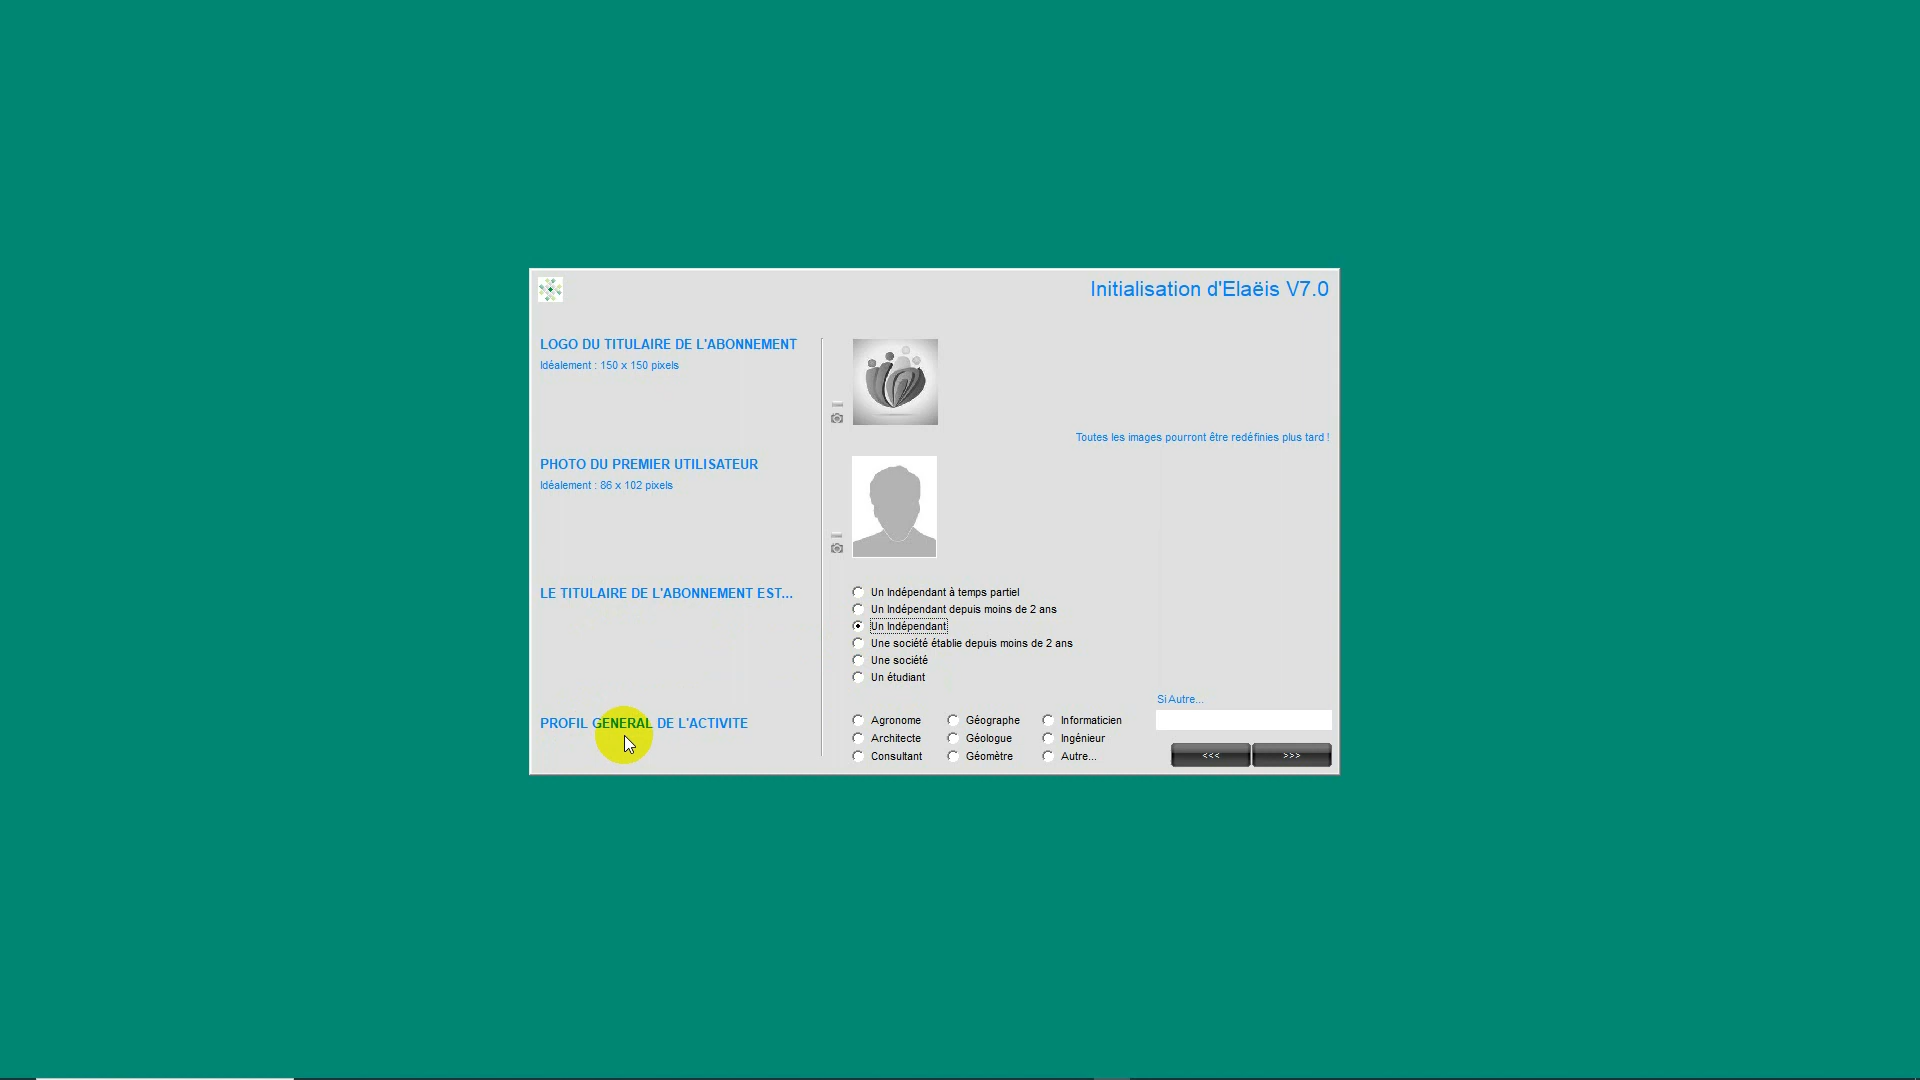 Initialisation d'Elaëis V7.0
LOGO DU TITULAIRE DE L'ABONNEMENT
Idéalement : 150 x 150 pixels
Toutes les images pourront être redéfinies plus tard !
PHOTO DU PREMIER UTILISATEUR
Idéalement : 86 x 102 pixels
LE TITULAIRE DE L'ABONNEMENT EST...
Un Indépendant à temps partiel
Un Indépendant depuis moins de 2 ans
Un Indépendant
Une société établie depuis moins de 2 ans
Une société
Un étudiant
PROFIL GENERAL DE L'ACTIVITE
Agronome Géographe Informaticien
Architecte Géologue Ingénieur
Consultant Géomètre Autre...
Si Autre...
<<< >>>